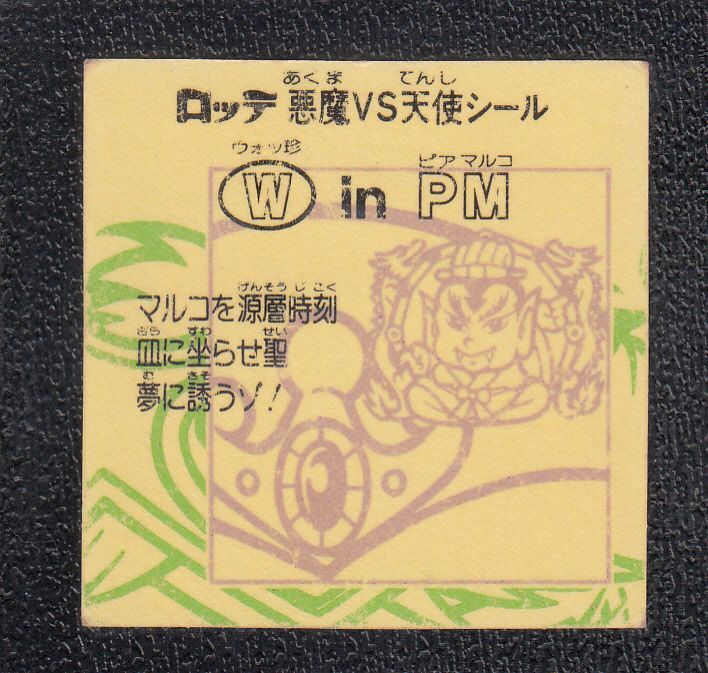 あくま てんし
ロッテ 悪魔VS天使シール
ウォッ珍 ピアマルコ
W in PM
げんそうじこく
マルコを源層時刻
さら すわ せい
皿に坐らせ聖
む さそ
夢に誘うゾ!